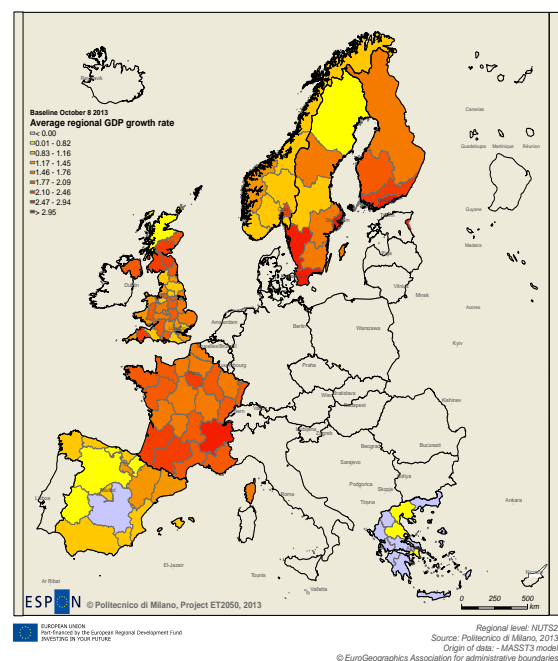 Reykjavik
Canarias
Baseline October 8 2013
Average regional GDP growth rate
< 0.00
0.01 - 0.82
0.83 - 1.16
1.17 - 1.45
1.46 - 1.76
1.77 - 2.09
2.10 - 2.46
2.47 - 2.94
> 2.95
Guadeloupe Martinique Réunion
Guyane
Madeira
Dublin
Vilnius
Minsk
Acores
Amsterdam
Berlin
Warszawa
Kyiv
Praha
Bratislava
Kishinev
Budapest
Zagreb
Beograd
Bucuresti
Sarajevo
Sofiya
Podgorica
Skopje
Madrid
Roma
Tirana
Ankara
Lisboa
El-Jazair
Tounis
Valletta
Ar Ribat
ESPON © Politecnico di Milano, Project ET2050, 2013
0 250 500
km
EUROPEAN UNION
Part-financed by the European Regional Development Fund
INVESTING IN YOUR FUTURE
Regional level: NUTS2
Source: Politecnico di Milano, 2013
Origin of data: - MASST3 model
© EuroGeographics Association for administrative boundaries